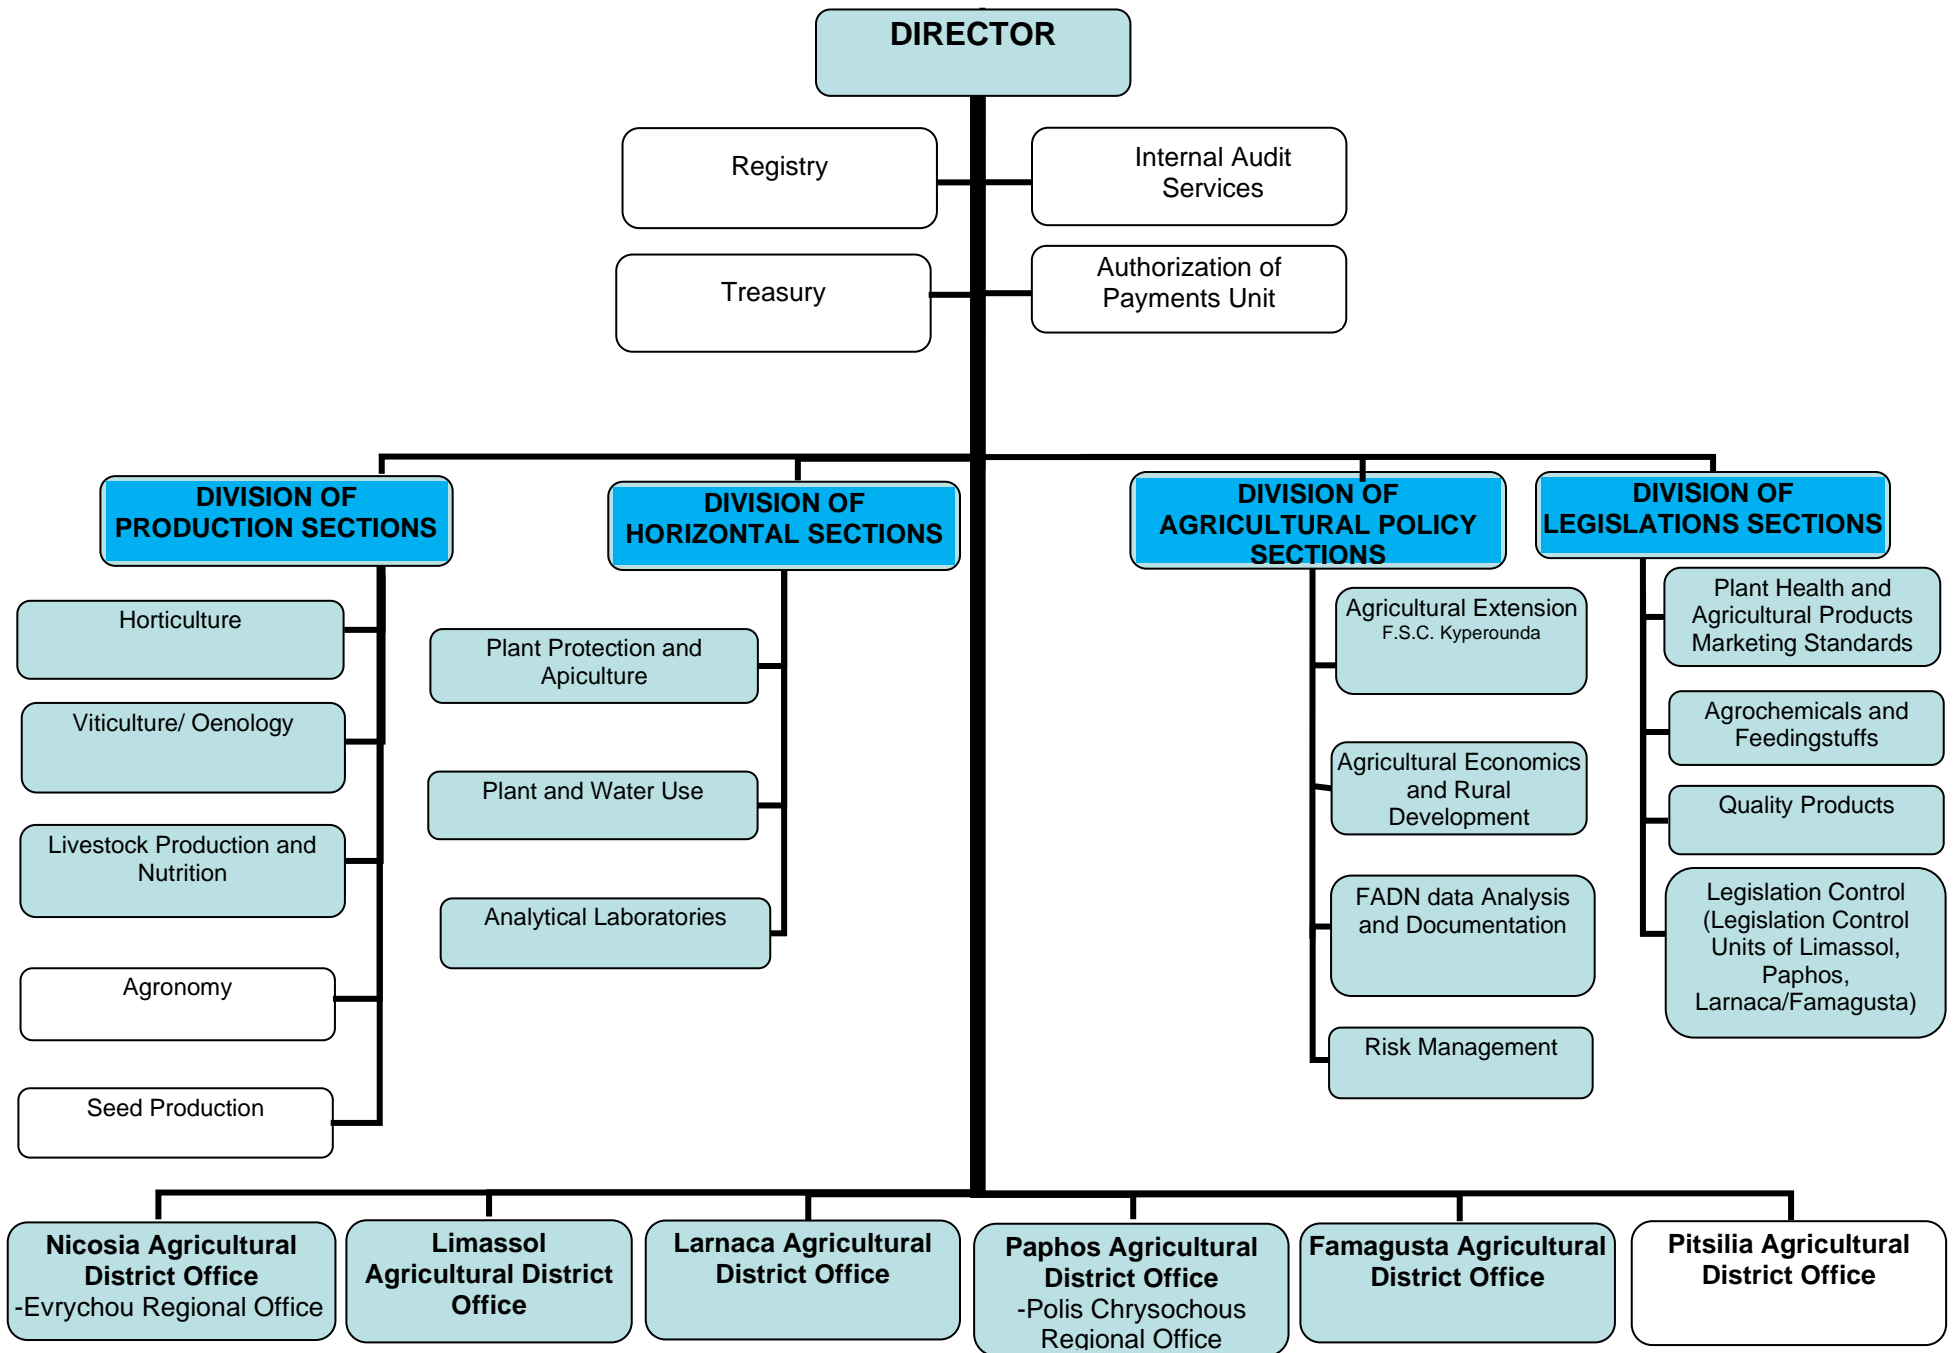 DIRECTOR
Registry
Internal Audit
Services
Treasury
Authorization of
Payments Unit
DIVISION OF
PRODUCTION SECTIONS
DIVISION OF
HORIZONTAL SECTIONS
DIVISION OF
AGRICULTURAL POLICY
SECTIONS
DIVISION OF
LEGISLATIONS SECTIONS
Horticulture
Viticulture/ Oenology
Livestock Production and
Nutrition
Agronomy
Seed Production
Plant Protection and
Apiculture
Plant and Water Use
Analytical Laboratories
Agricultural Extension
F.S.C. Kyperounda
Agricultural Economics
and Rural
Development
FADN data Analysis
and Documentation
Risk Management
Plant Health and
Agricultural Products
Marketing Standards
Agrochemicals and
Feedingstuffs
Quality Products
Legislation Control
(Legislation Control
Units of Limassol,
Paphos,
Larnaca/Famagusta)
Nicosia Agricultural
District Office
-Evrychou Regional Office
Limassol
Agricultural District
Office
Larnaca Agricultural
District Office
Paphos Agricultural
District Office
-Polis Chrysochous
Regional Office
Famagusta Agricultural
District Office
Pitsilia Agricultural
District Office